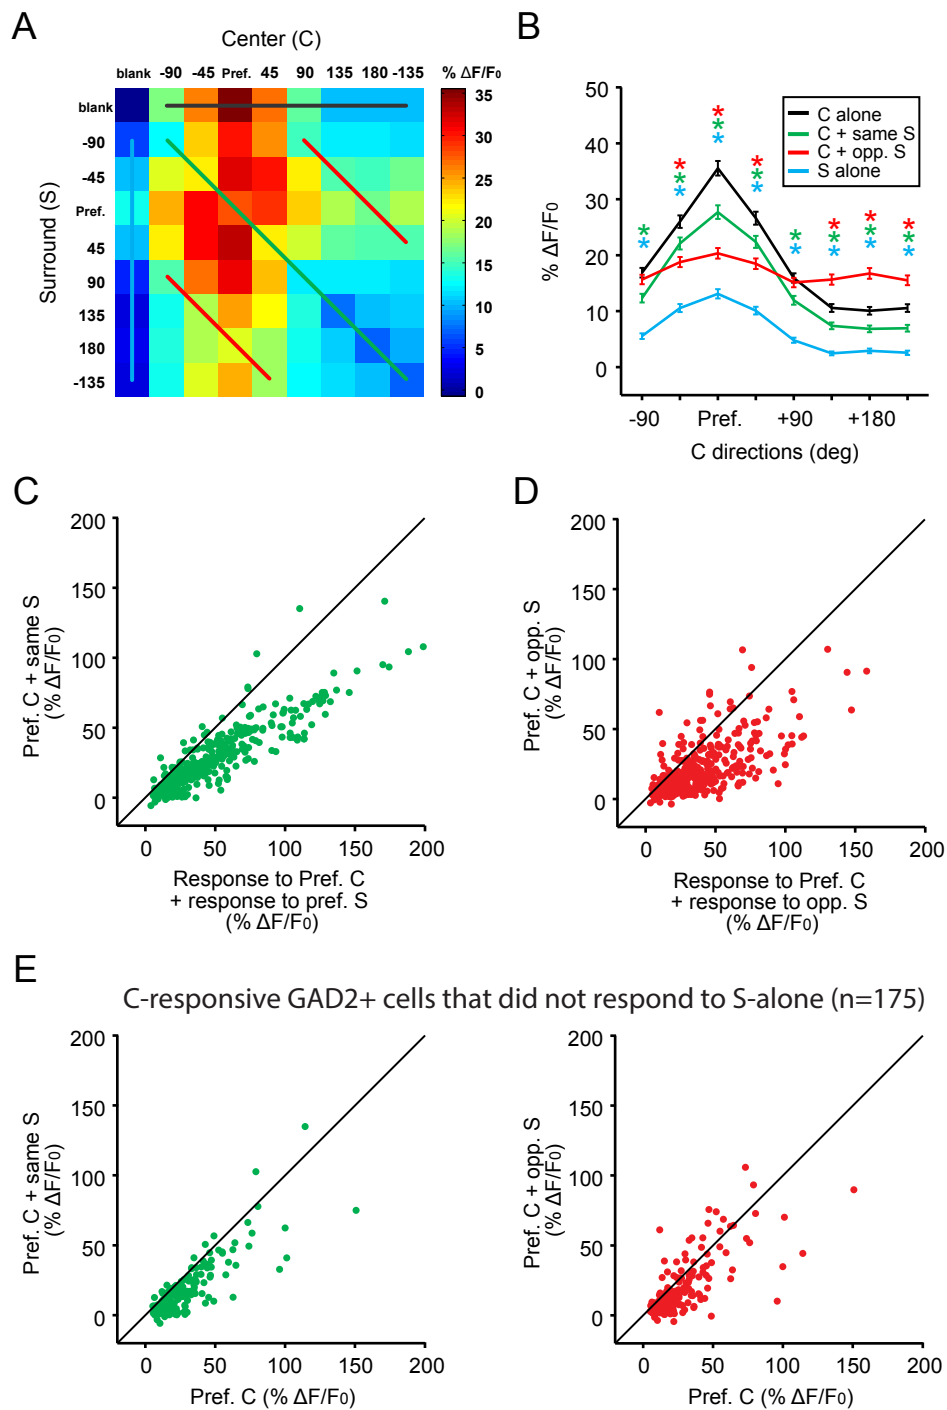 A
Center (C)
blank -90 -45 Pref. 45 90 135 180 -135
% ΔF/F0
Surround (S)
blank
-90
-45
Pref.
45
90
135
180
-135
35
30
25
20
15
10
5
0
B
% ΔF/F0
50
40
30
20
10
0
C alone
C + same S
C + opp. S
S alone
* * * * * * * *
* * * * * * * *
* * * * * *
-90 Pref. +90 +180
C directions (deg)
C
Pref. C + same S
(% ΔF/F0)
200
150
100
50
0
0 50 100 150 200
Response to Pref. C
+ response to pref. S
(% ΔF/F0)
D
Pref. C + opp. S
(% ΔF/F0)
200
150
100
50
0
0 50 100 150 200
Response to Pref. C
+ response to opp. S
(% ΔF/F0)
E
C-responsive GAD2+ cells that did not respond to S-alone (n=175)
Pref. C + same S
(% ΔF/F0)
200
150
100
50
0
0 50 100 150 200
Pref. C (% ΔF/F0)
Pref. C + opp. S
(% ΔF/F0)
200
150
100
50
0
0 50 100 150 200
Pref. C (% ΔF/F0)